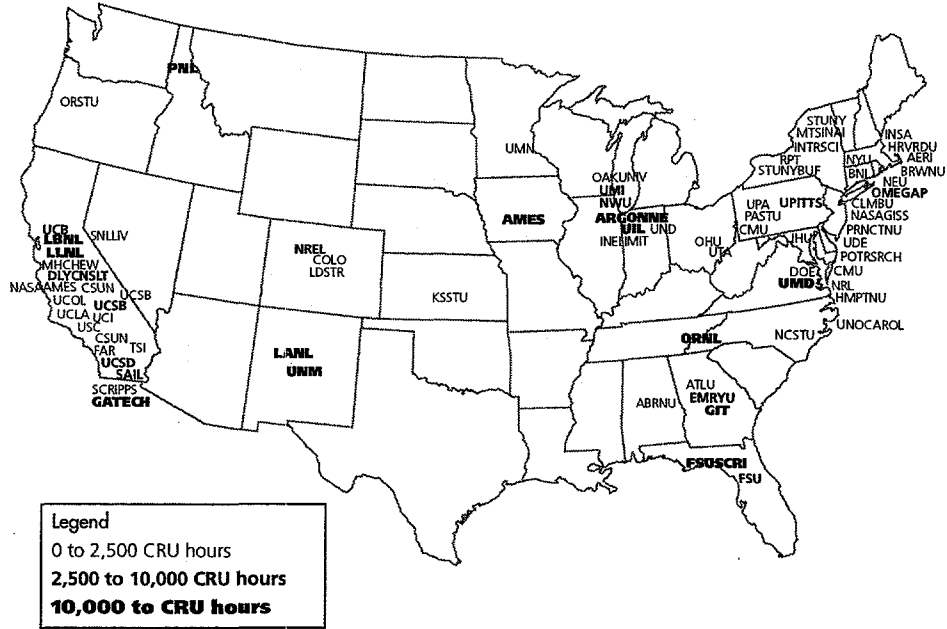 PNL
ORSTU
UCB
LBNL
LLNL
SNLLIV
MHCHEW
DLYCNSLT
NASAAMES CSUN
UCSB
UCOL
UCSB
UCLA UCI
USC
CSUN
FAR TSI
UCSD
SAIL
SCRIPPS
GATECH
NREL
COLO
LDSTR
LANL
UNM
KSSTU
UMN
AMES
OAKUNIV
UMI
NWU
ARGONNE
UIL UND
OHU
UTA
UPA UPITTS
PASTU
CMU
JHU
STUNY
MTSINAI
INTRSCI
RPT
STUNYBUF
NYU
BNL
INSA
HRVRDU
AERI
BRWNU
NEU
OMEGAP
CLMBU
NASAGISS
PRNCTNU
UDE
POTRSRCH
DOE CMU
UMD
NRL
HMPTNU
UNOCAROL
NCSTU
ORNL
ABRNU
ATLU
EMRYU
GIT
FSUSCRI
FSU
Legend
0 to 2,500 CRU hours
2,500 to 10,000 CRU hours
10,000 to CRU hours